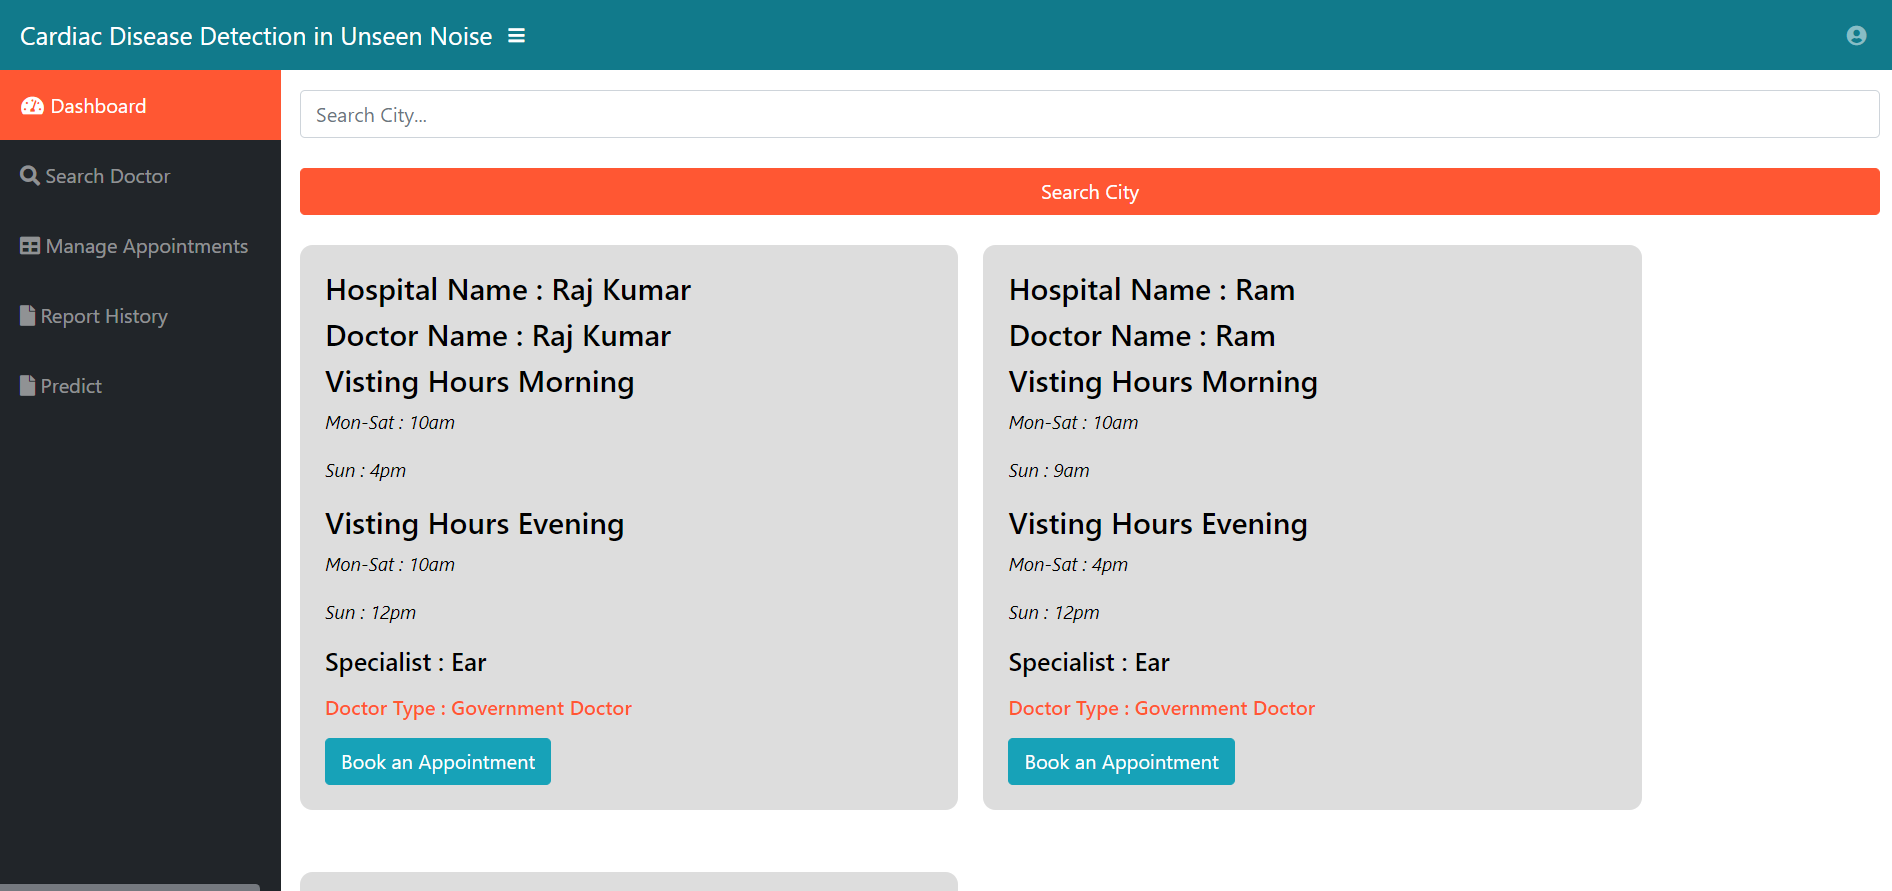 Cardiac Disease Detection in Unseen Noise
Dashboard
Search Doctor
Manage Appointments
Report History
Predict
Search City...
Search City
Hospital Name : Raj Kumar
Doctor Name : Raj Kumar
Visting Hours Morning
Mon-Sat : 10am
Sun : 4pm
Visting Hours Evening
Mon-Sat : 10am
Sun : 12pm
Specialist : Ear
Doctor Type : Government Doctor
Book an Appointment
Hospital Name : Ram
Doctor Name : Ram
Visting Hours Morning
Mon-Sat : 10am
Sun : 9am
Visting Hours Evening
Mon-Sat : 4pm
Sun : 12pm
Specialist : Ear
Doctor Type : Government Doctor
Book an Appointment